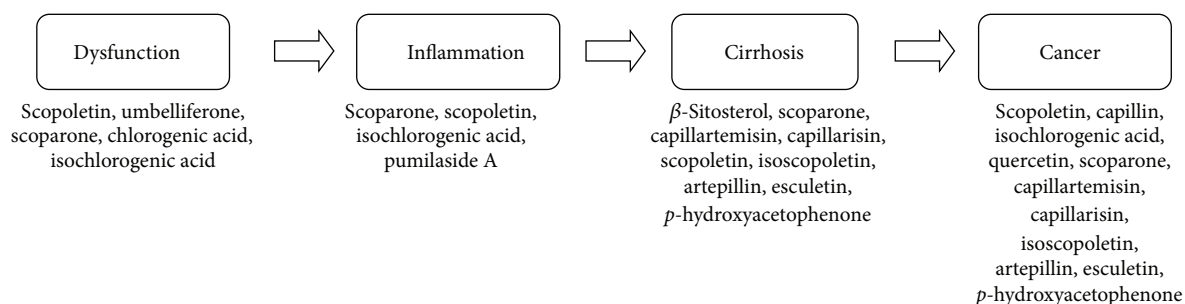 Dysfunction
Scopoletin, umbelliferone,
scoparone, chlorogenic acid,
isochlorogenic acid
Inflammation
Scoparone, scopoletin,
isochlorogenic acid,
pumilaside A
Cirrhosis
β-Sitosterol, scoparone,
capillartemisin, capillarisin,
scopoletin, isoscopoletin,
artepillin, esculetin,
p-hydroxyacetophenone
Cancer
Scopoletin, capillin,
isochlorogenic acid,
quercetin, scoparone,
capillartemisin,
capillarisin,
isoscopoletin,
artepillin, esculetin,
p-hydroxyacetophenone